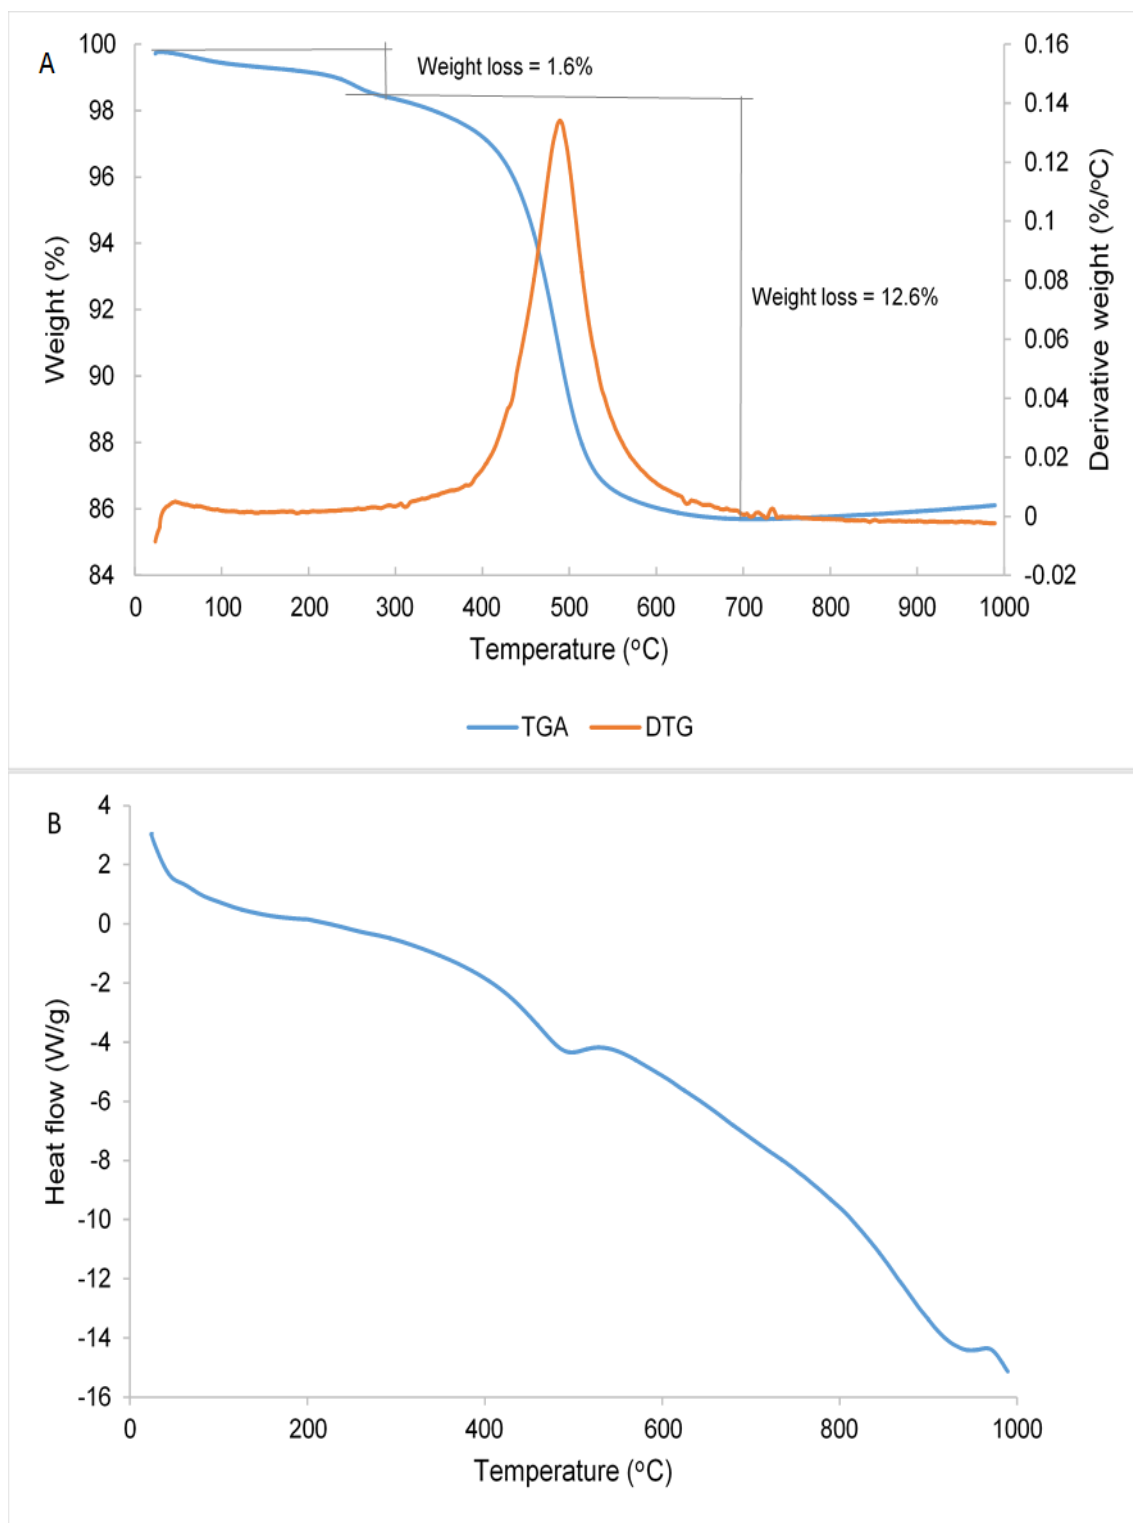 A
Weight loss = 1.6%
Weight loss = 12.6%
Weight (%)
100
98
96
94
92
90
88
86
84
Derivative weight (%/ºC)
0.16
0.14
0.12
0.1
0.08
0.06
0.04
0.02
0
-0.02
0 100 200 300 400 500 600 700 800 900 1000
Temperature (ºC)
TGA DTG
B
Heat flow (W/g)
4
2
0
-2
-4
-6
-8
-10
-12
-14
-16
0 200 400 600 800 1000
Temperature (ºC)